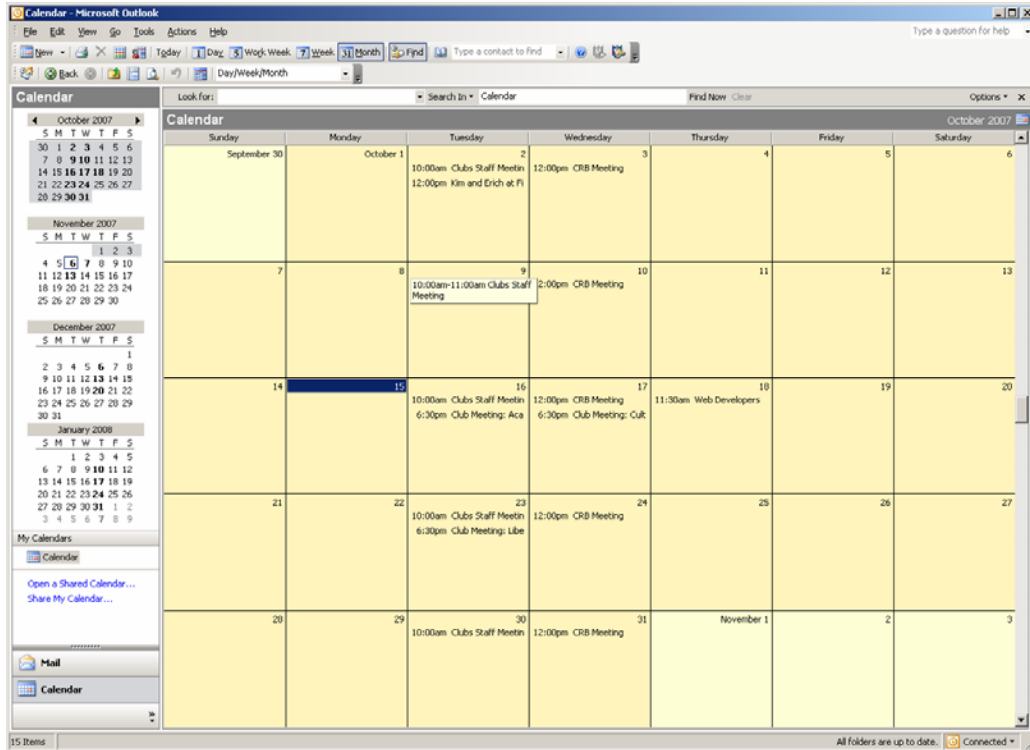 Calendar - Microsoft Outlook
File Edit View Go Tools Actions Help
Type a question for help
New Today 1 Day 5 Work Week 7 Week 31 Month Find Type a contact to find
Back Day/Week/Month
Calendar
Look for: Search In Calendar Find Now Clear Options
October 2007
S M T W T F S
30 1 2 3 4 5 6
7 8 9 10 11 12 13
14 15 16 17 18 19 20
21 22 23 24 25 26 27
28 29 30 31
November 2007
S M T W T F S
1 2 3
4 5 6 7 8 9 10
11 12 13 14 15 16 17
18 19 20 21 22 23 24
25 26 27 28 29 30
December 2007
S M T W T F S
1
2 3 4 5 6 7 8
9 10 11 12 13 14 15
16 17 18 19 20 21 22
23 24 25 26 27 28 29
30 31
January 2008
S M T W T F S
1 2 3 4 5
6 7 8 9 10 11 12
13 14 15 16 17 18 19
20 21 22 23 24 25 26
27 28 29 30 31 1 2
3 4 5 6 7 8 9
My Calendars
Calendar
Open a Shared Calendar...
Share My Calendar...
Mail
Calendar
Calendar October 2007
Sunday Monday Tuesday Wednesday Thursday Friday Saturday
September 30 October 1 2 3 4 5 6
10:00am Clubs Staff Meetin 12:00pm CRB Meeting
12:00pm Kim and Erich at Fi
7 8 9 10 11 12 13
10:00am-11:00am Clubs Staff 2:00pm CRB Meeting
Meeting
14 15 16 17 18 19 20
10:00am Clubs Staff Meetin 12:00pm CRB Meeting 11:30am Web Developers
6:30pm Club Meeting: Aca 6:30pm Club Meeting: Cult
21 22 23 24 25 26 27
10:00am Clubs Staff Meetin 12:00pm CRB Meeting
6:30pm Club Meeting: Libe
28 29 30 31 November 1 2 3
10:00am Clubs Staff Meetin 12:00pm CRB Meeting
15 Items All folders are up to date. Connected